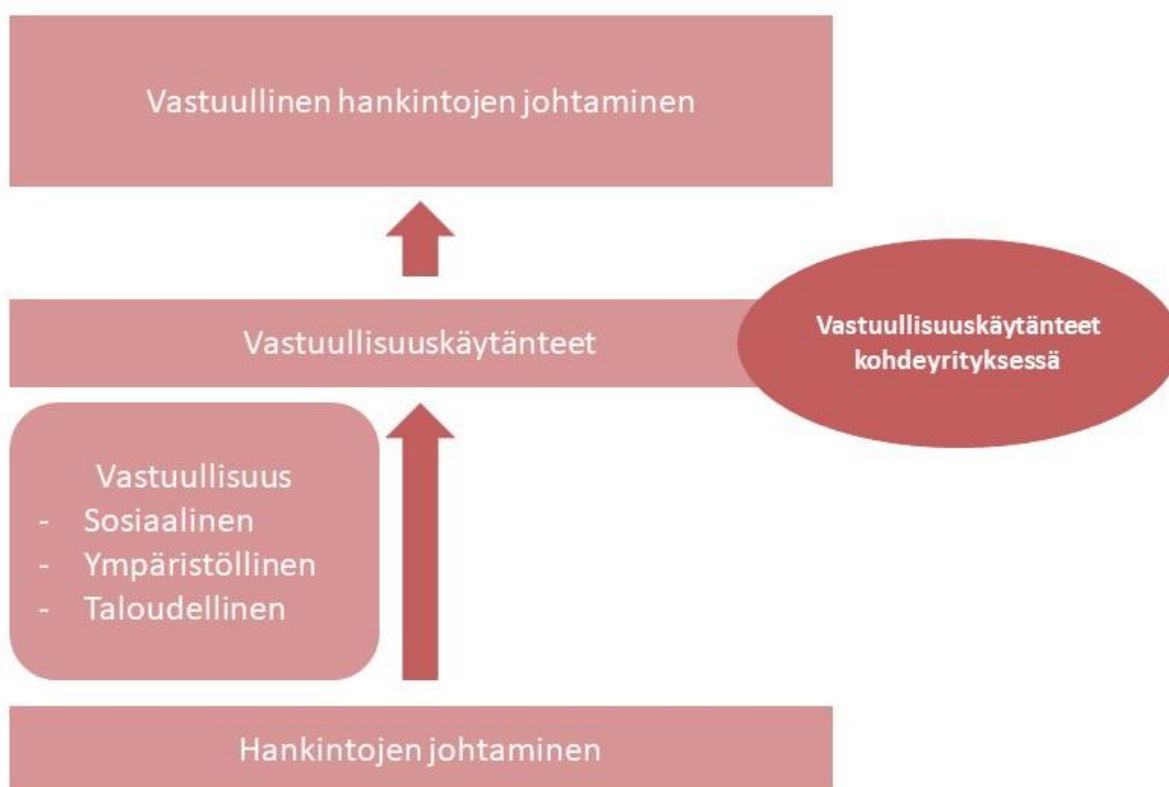 Vastuullinen hankintojen johtaminen
Vastuullisuuskäytänteet
Vastuullisuuskäytänteet
kohdeyrityksessä
Vastuullisuus
- Sosiaalinen
- Ympäristöllinen
- Taloudellinen
Hankintojen johtaminen